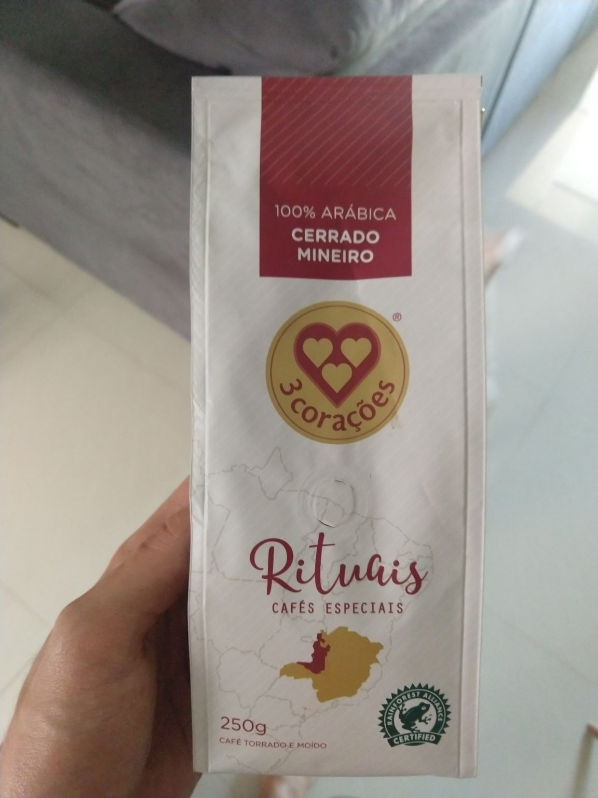 100% ARÁBICA
CERRADO
MINEIRO
®
3 corações
Rituais
CAFÉS ESPECIAIS
250g
CAFÉ TORRADO E MOÍDO
RAINFOREST ALLIANCE
CERTIFIED